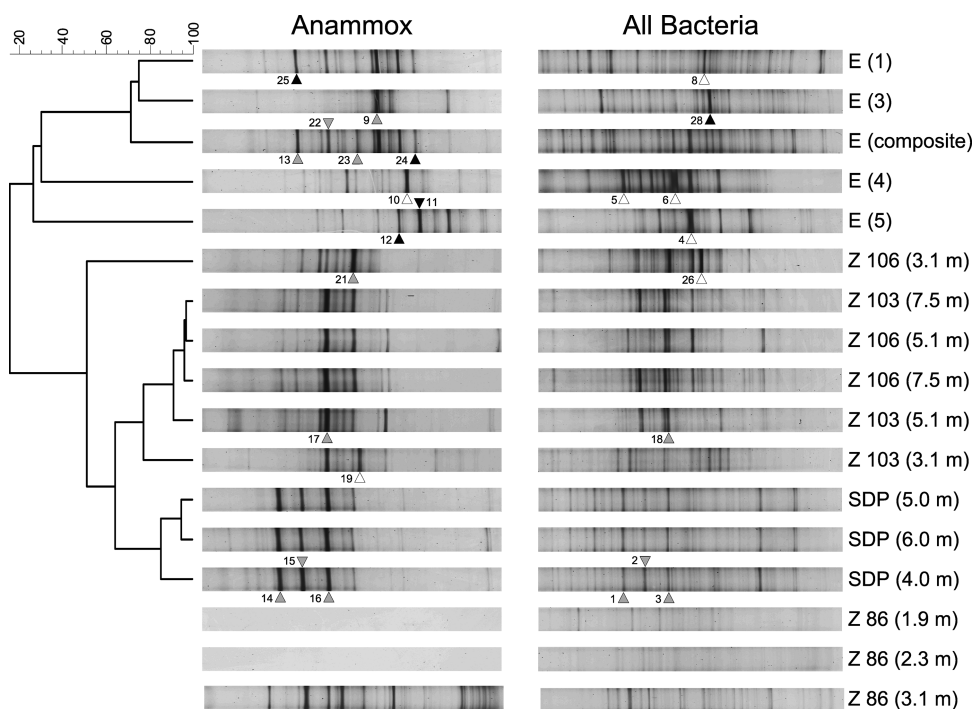 Anammox All Bacteria
20 40 60 80 100
E (1)
25 8
E (3)
22 9 28
E (composite)
13 23 24
E (4)
10 11 5 6
E (5)
12 4
Z 106 (3.1 m)
21 26
Z 103 (7.5 m)
Z 106 (5.1 m)
Z 106 (7.5 m)
Z 103 (5.1 m)
17 18
Z 103 (3.1 m)
19
SDP (5.0 m)
SDP (6.0 m)
15 2
SDP (4.0 m)
14 16 1 3
Z 86 (1.9 m)
Z 86 (2.3 m)
Z 86 (3.1 m)